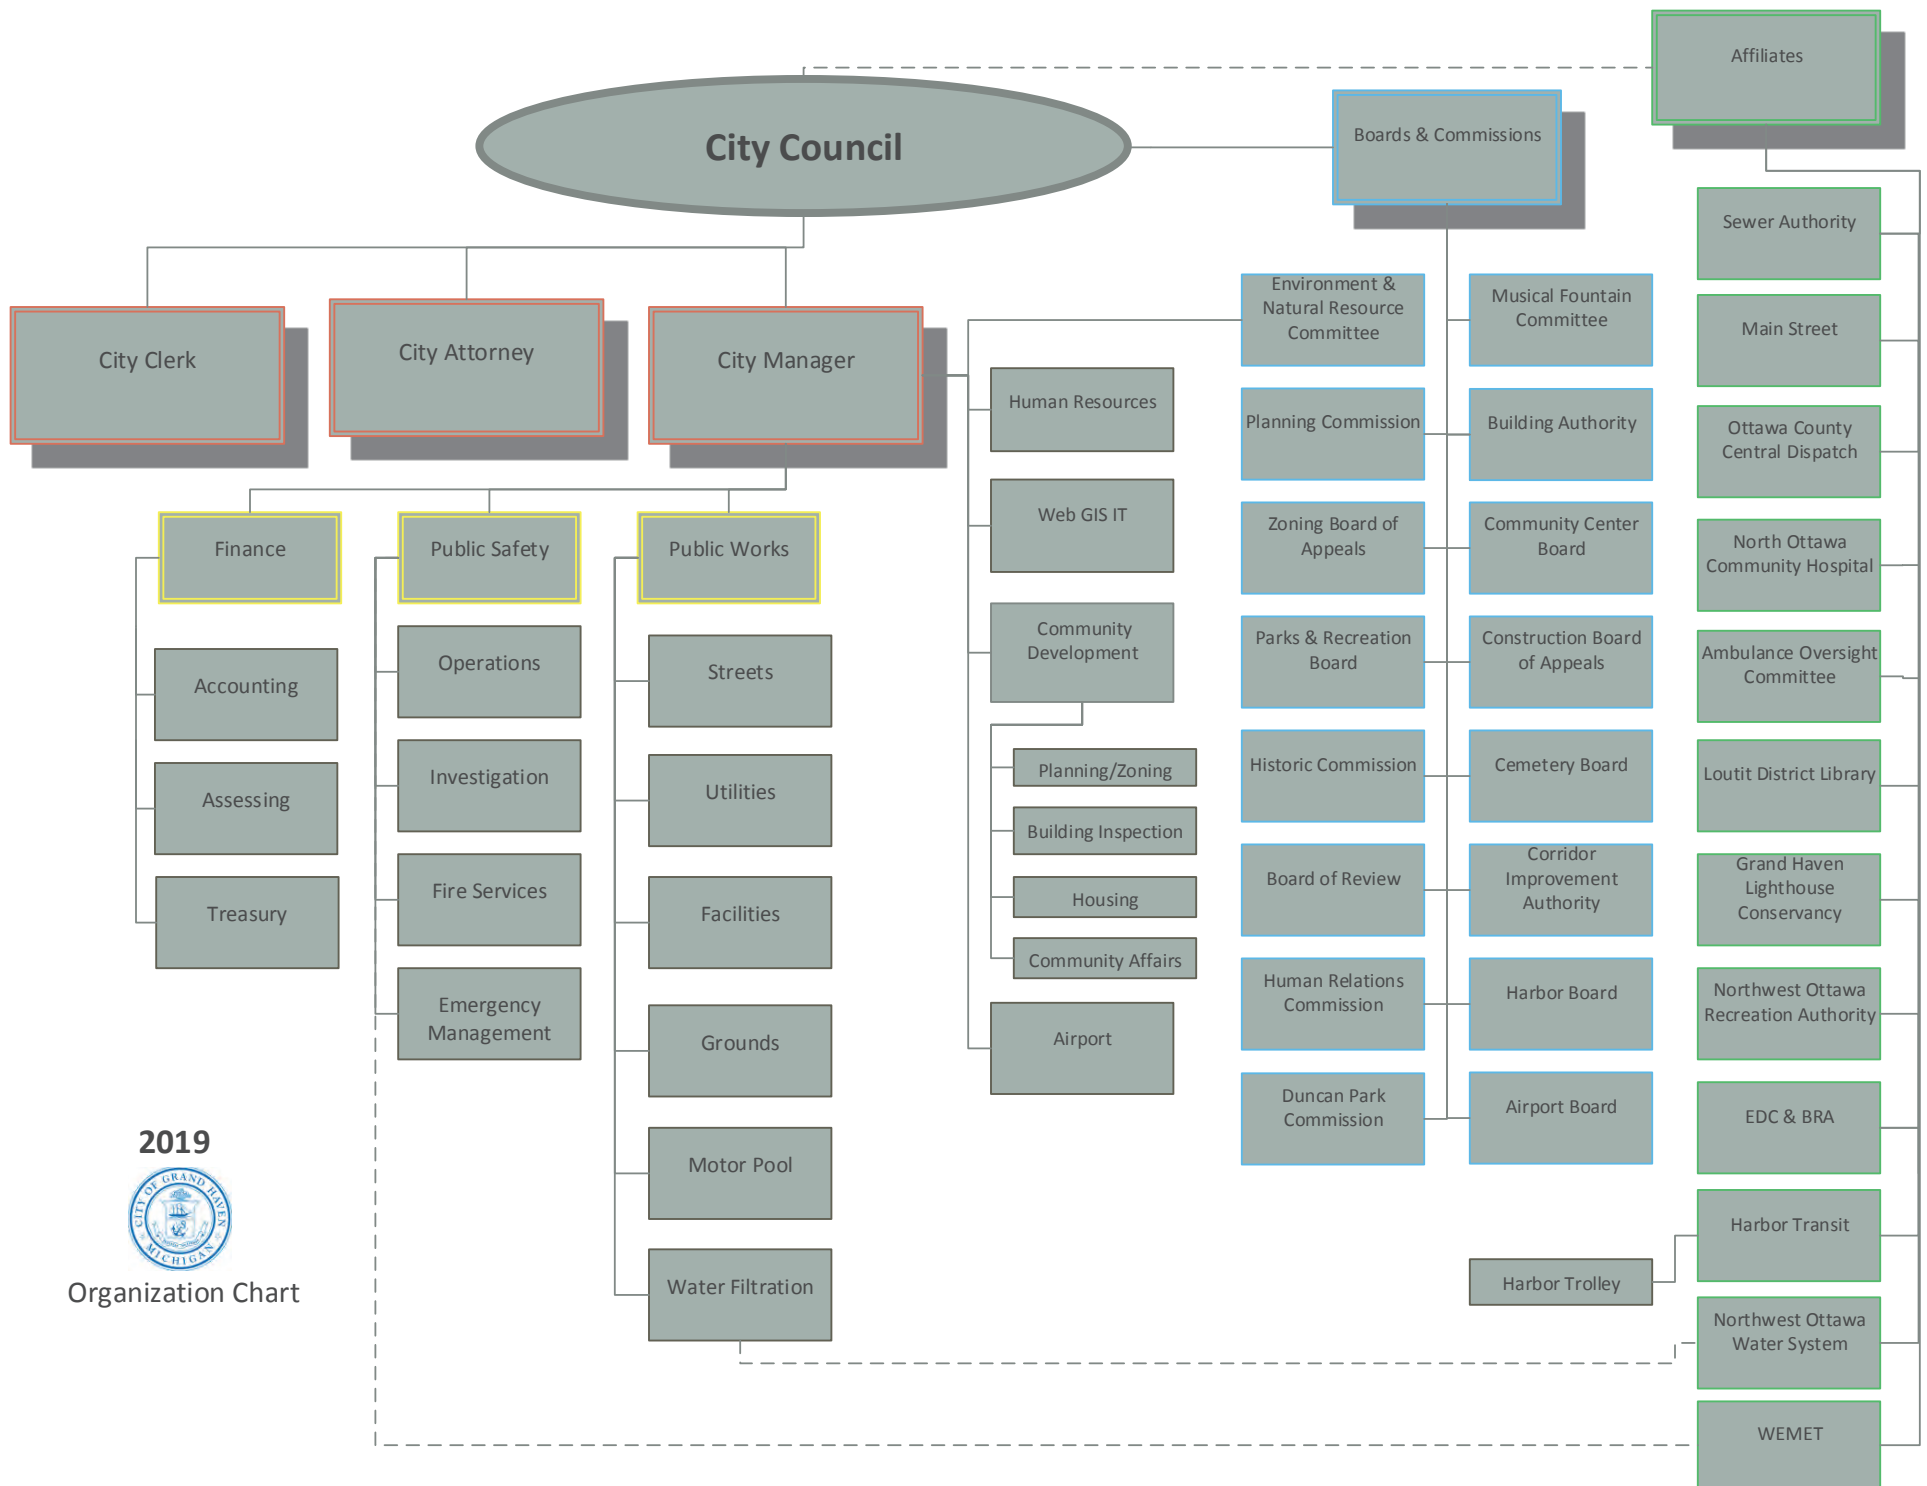 Affiliates
City Council
Boards & Commissions
City Clerk
City Attorney
City Manager
Finance
Accounting
Assessing
Treasury
Public Safety
Operations
Investigation
Fire Services
Emergency
Management
Public Works
Streets
Utilities
Facilities
Grounds
Motor Pool
Water Filtration
Human Resources
Web GIS IT
Community
Development
Planning/Zoning
Building Inspection
Housing
Community Affairs
Airport
Environment &
Natural Resource
Committee
Planning Commission
Zoning Board of
Appeals
Parks & Recreation
Board
Historic Commission
Board of Review
Human Relations
Commission
Duncan Park
Commission
Musical Fountain
Committee
Building Authority
Community Center
Board
Construction Board
of Appeals
Cemetery Board
Corridor
Improvement
Authority
Harbor Board
Airport Board
Sewer Authority
Main Street
Ottawa County
Central Dispatch
North Ottawa
Community Hospital
Ambulance Oversight
Committee
Loutit District Library
Grand Haven
Lighthouse
Conservancy
Northwest Ottawa
Recreation Authority
EDC & BRA
Harbor Transit
Harbor Trolley
Northwest Ottawa
Water System
WEMET
2019
CITY OF GRAND HAVEN
MICHIGAN
Organization Chart